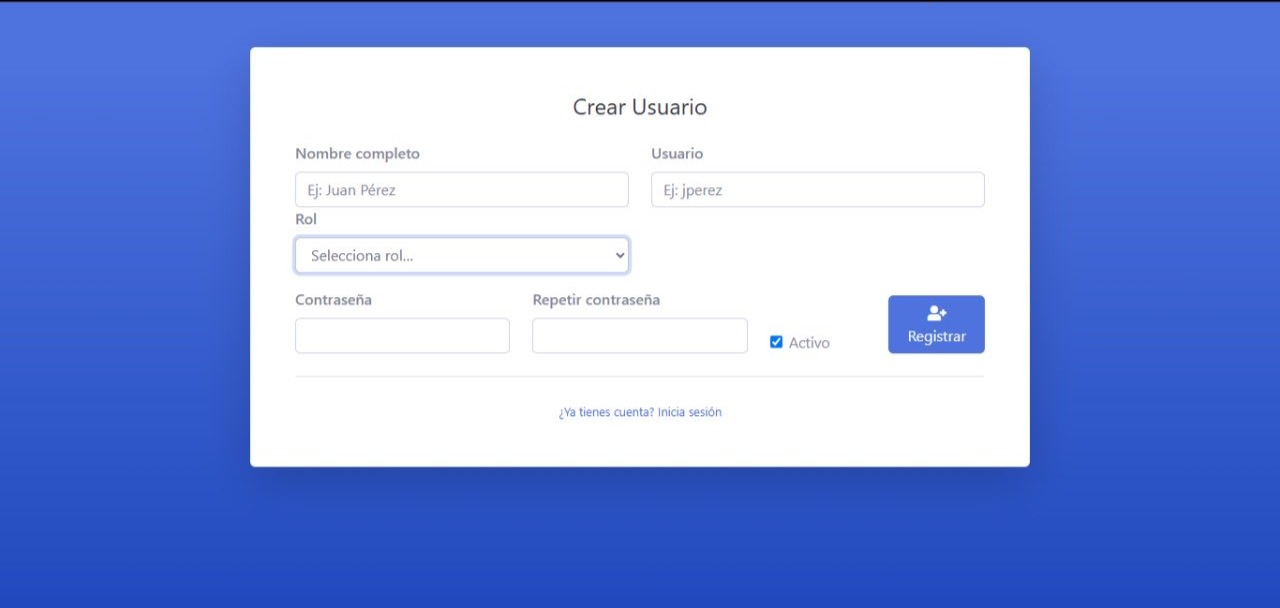 Crear Usuario
Nombre completo
Usuario
Ej: Juan Pérez
Ej: jperez
Rol
Selecciona rol...
Contraseña
Repetir contraseña
Activo
Registrar
¿Ya tienes cuenta? Inicia sesión